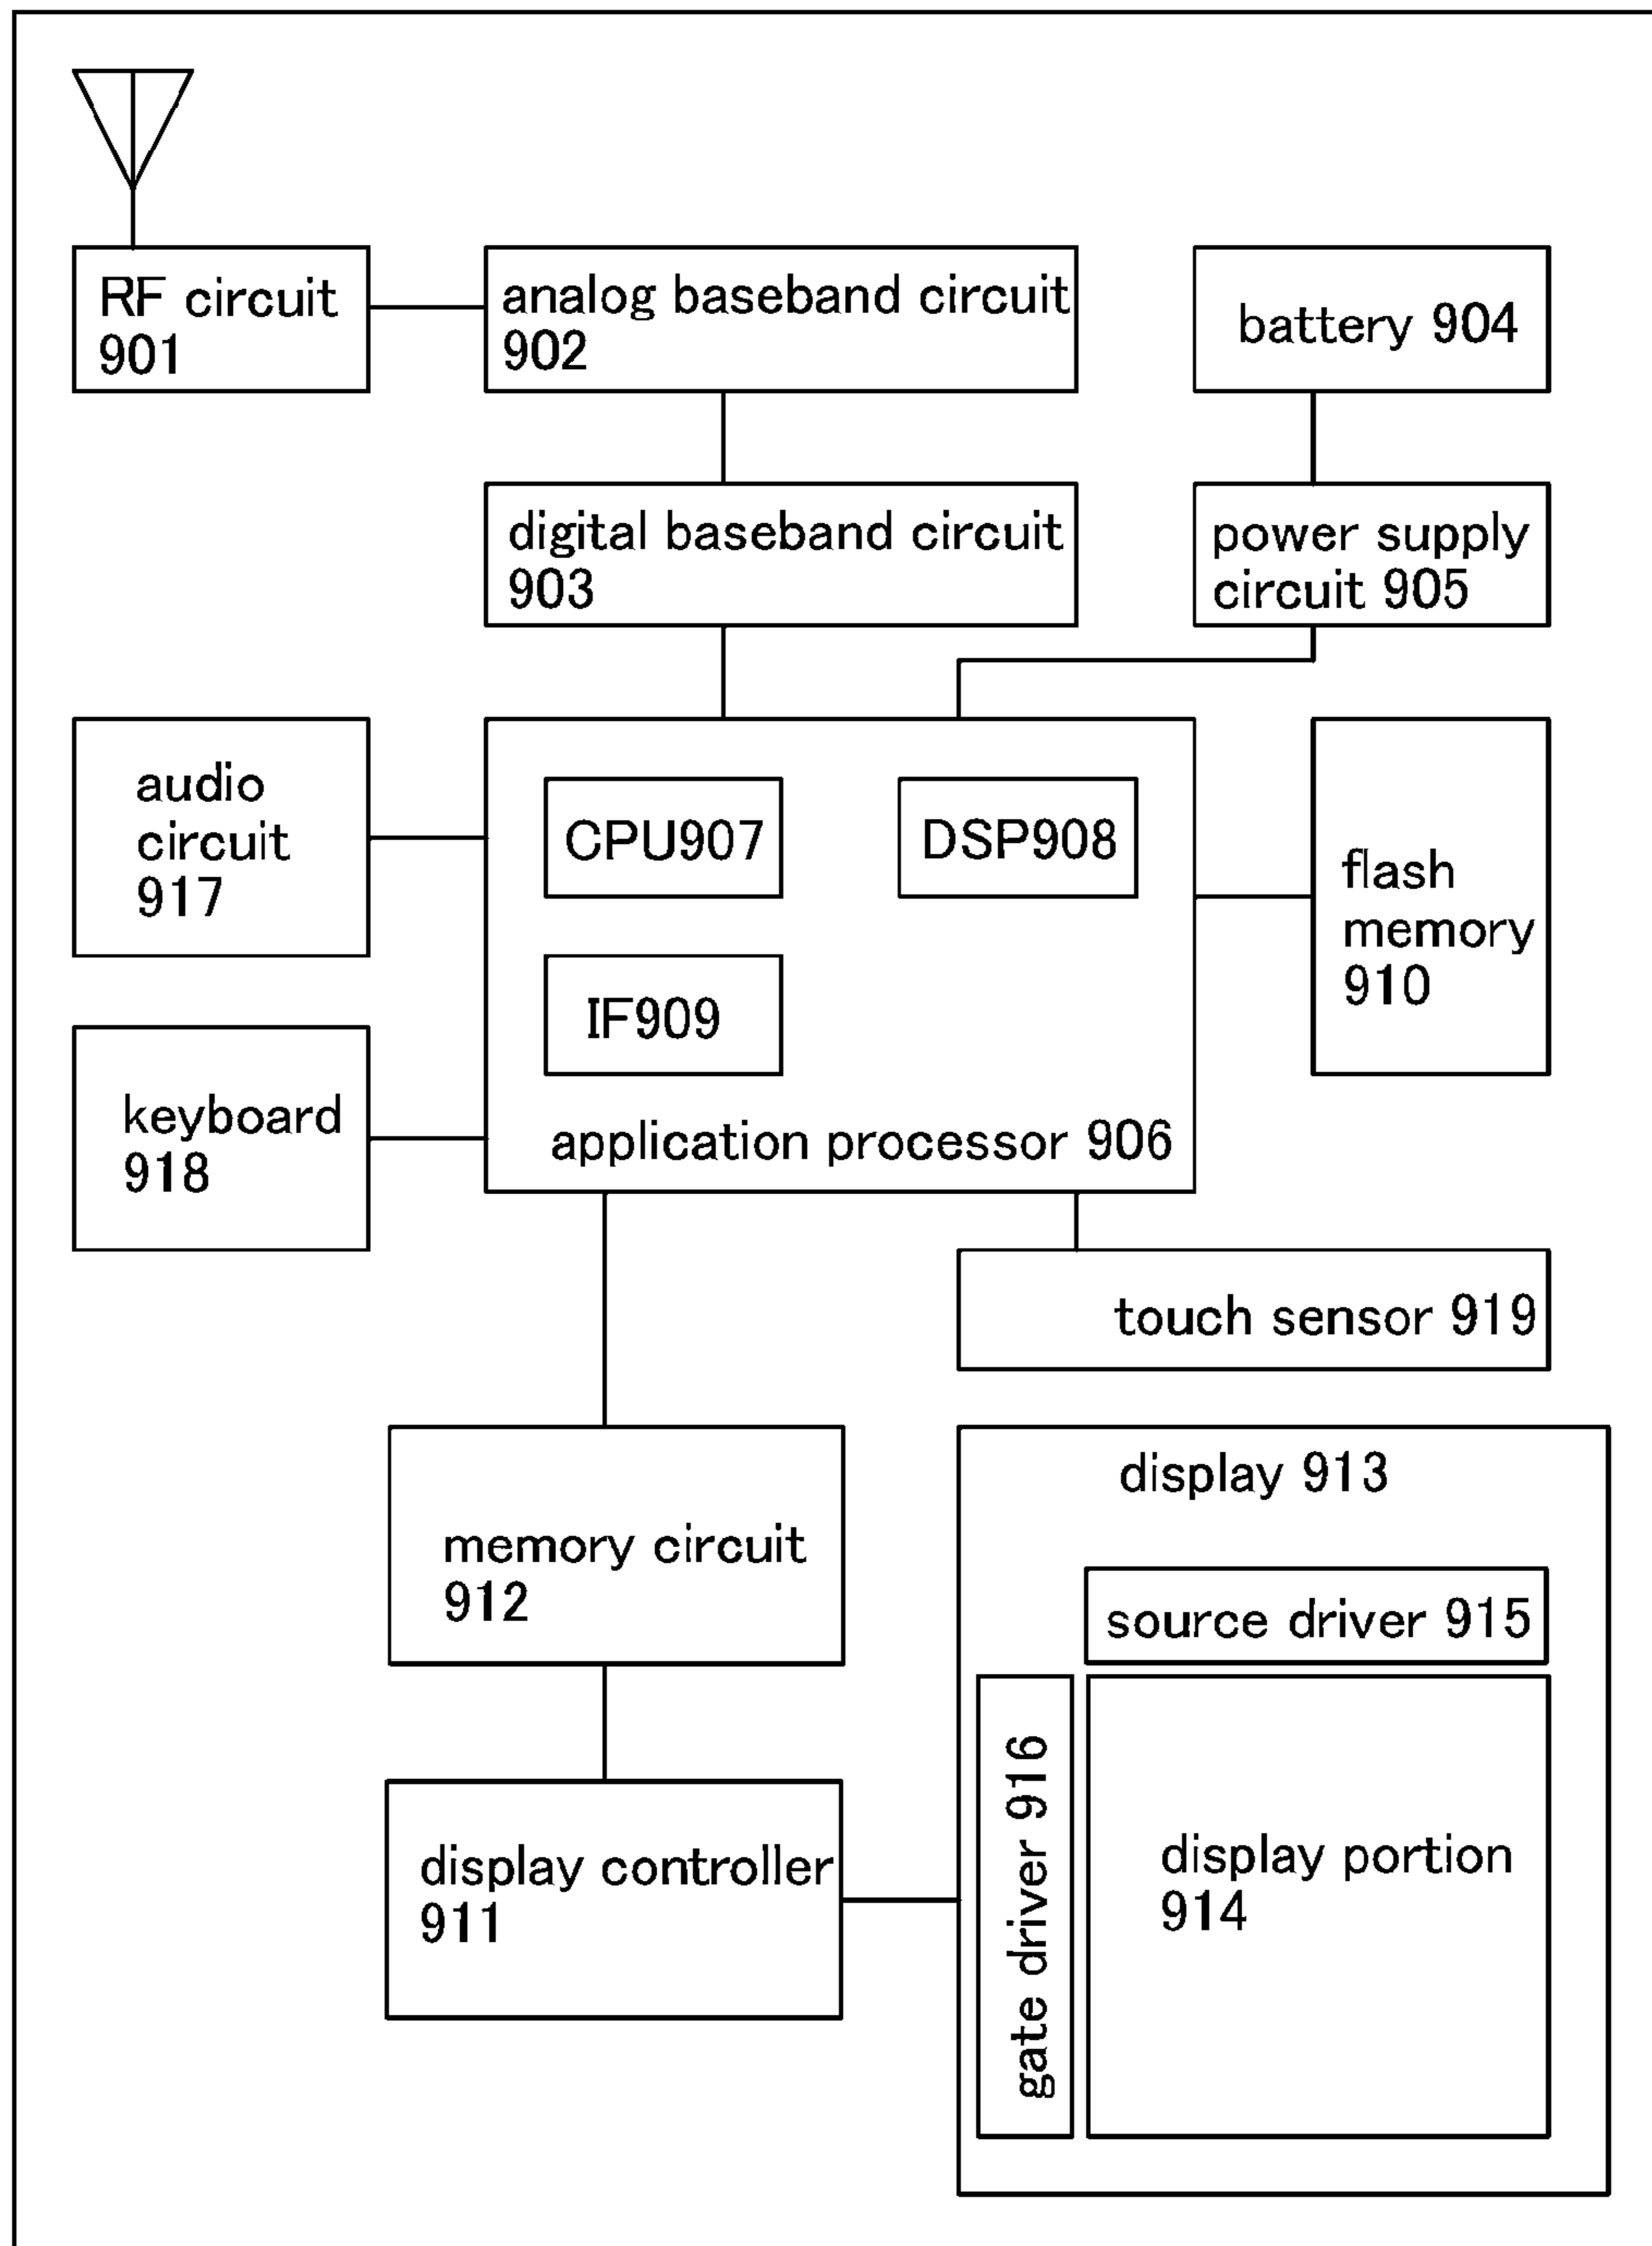 RF circuit
901
analog baseband circuit
902
battery 904
digital baseband circuit
903
power supply
circuit 905
audio
circuit
917
CPU907
DSP908
flash
memory
910
IF909
keyboard
918
application processor 906
touch sensor 919
memory circuit
912
display 913
source driver 915
display controller
911
gate driver 916
display portion
914